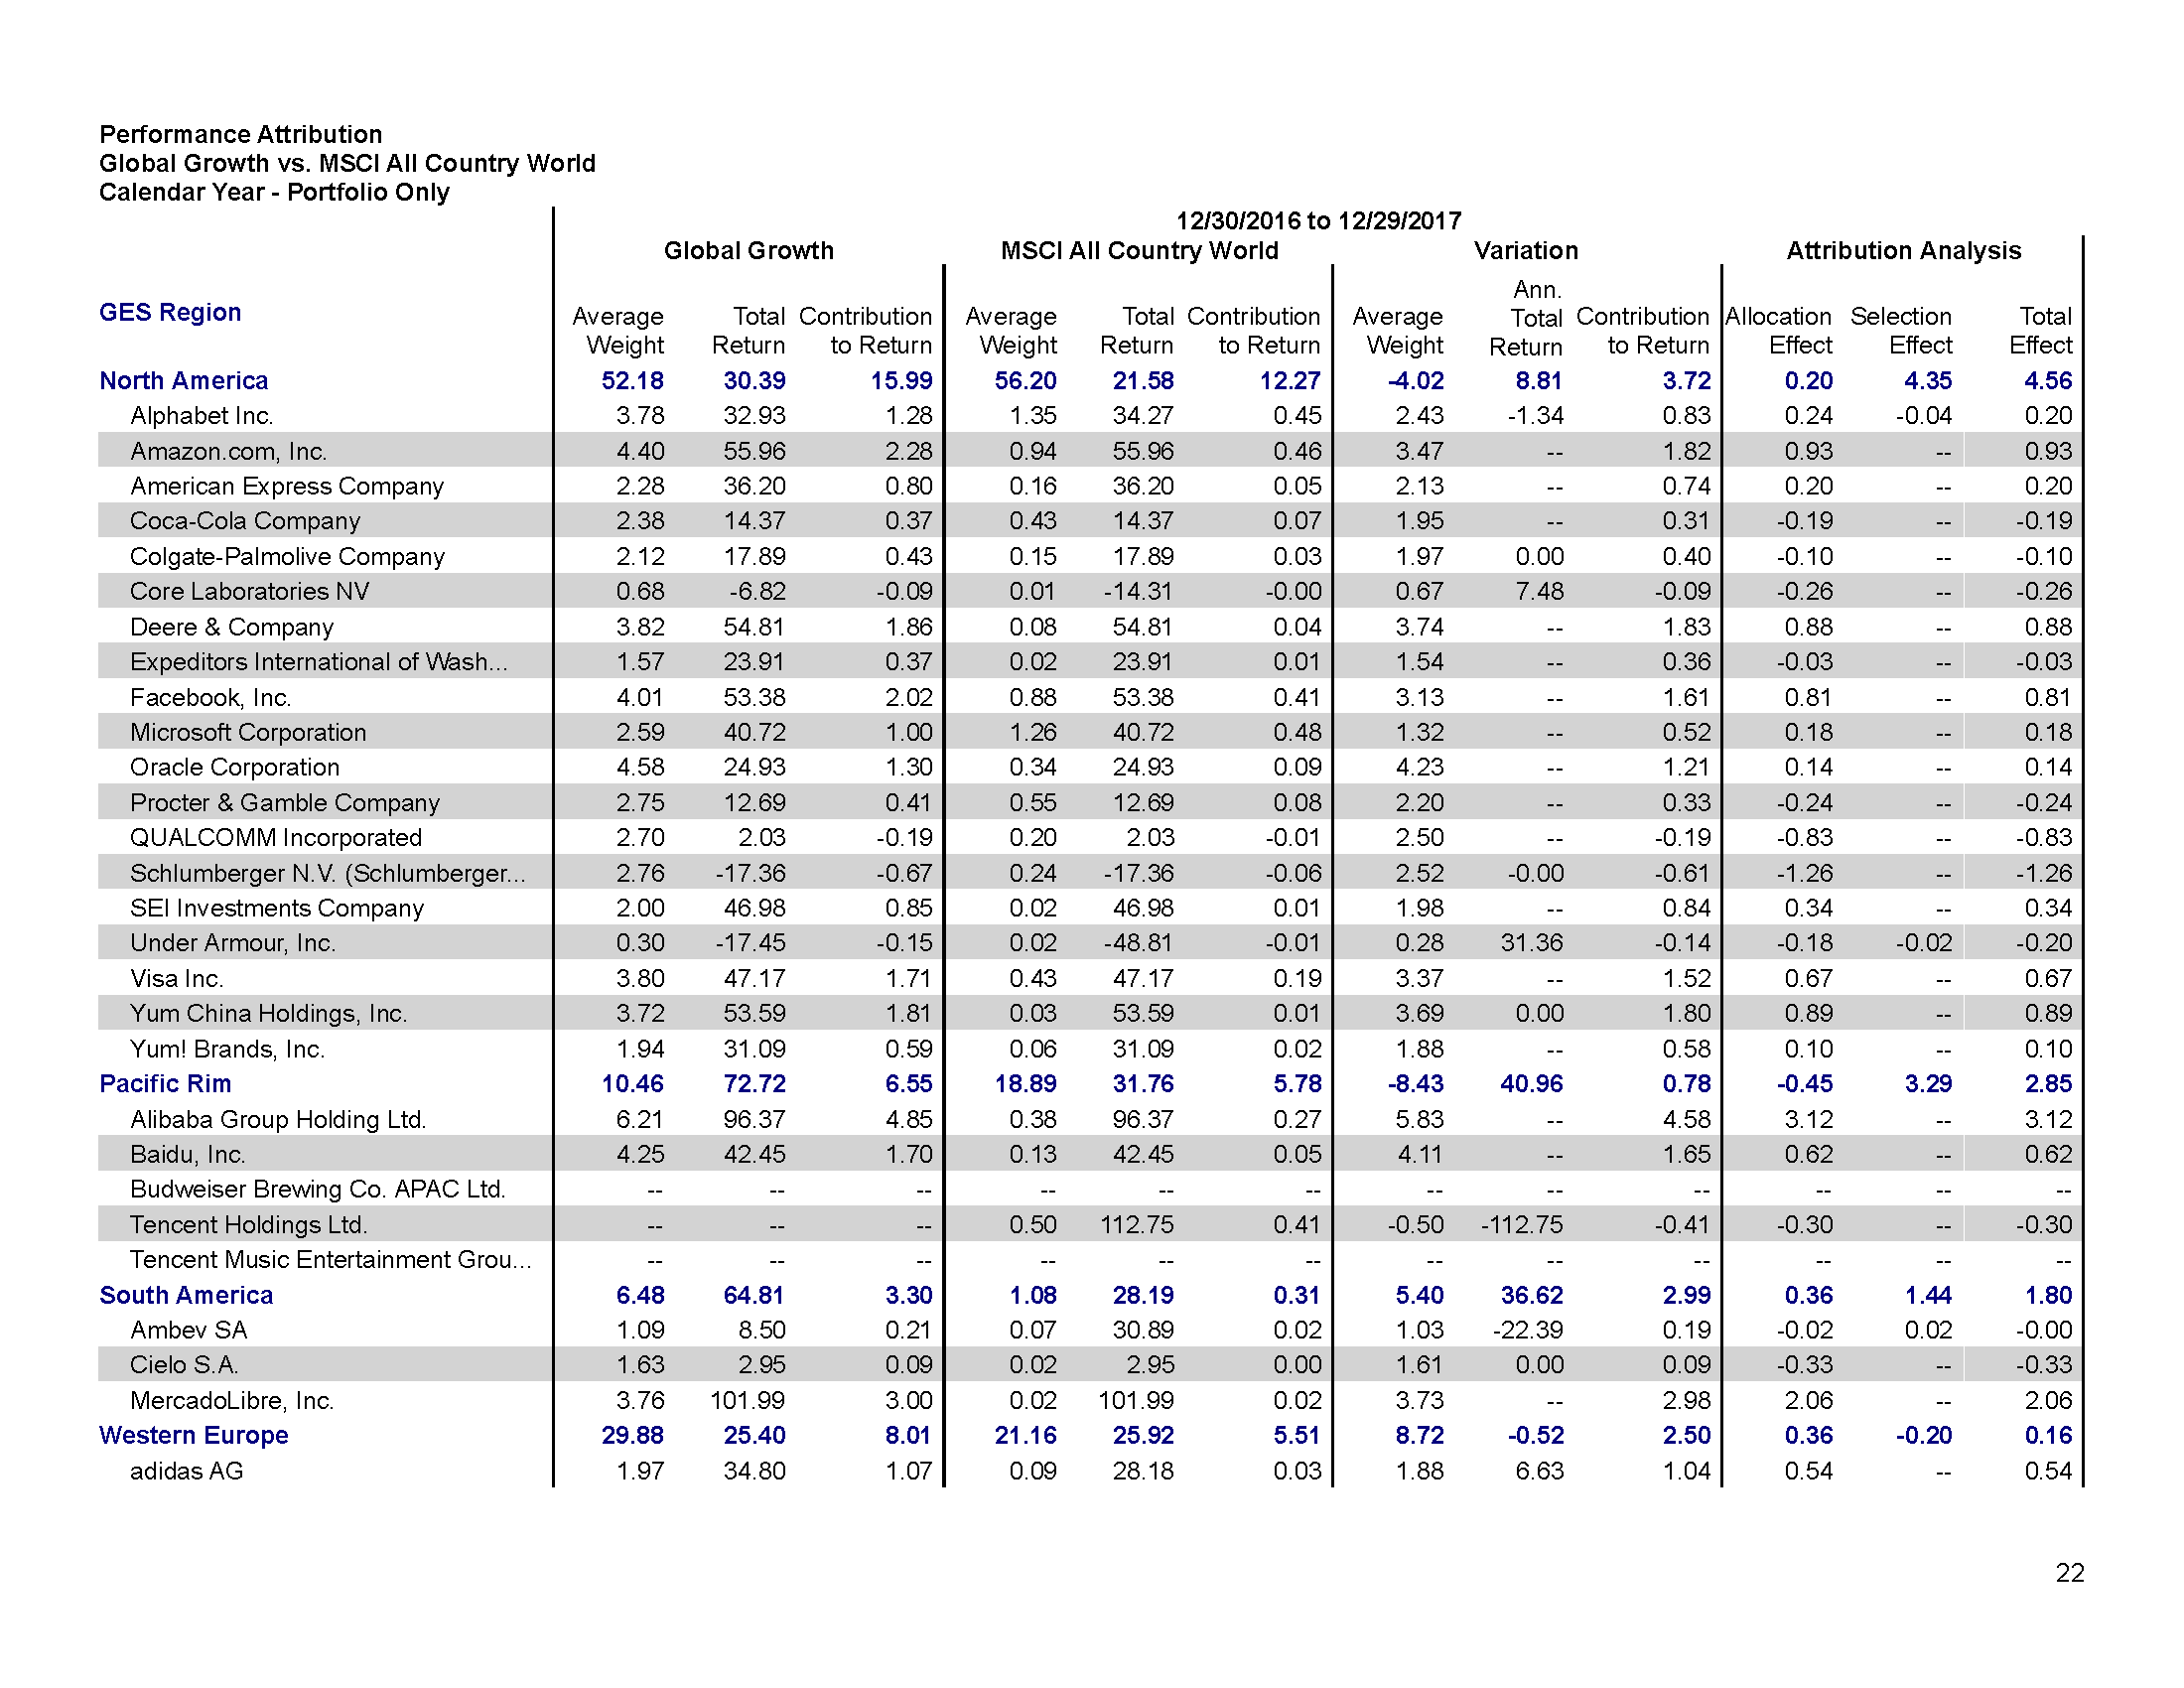 Performance Attribution
Global Growth vs. MSCI All Country World
Calendar Year - Portfolio Only
12/30/2016 to 12/29/2017
Global Growth MSCI All Country World Variation Attribution Analysis
GES Region Average Weight Total Return Contribution to Return Average Weight Total Return Contribution to Return Average Weight Ann. Total Return Contribution to Return Allocation Effect Selection Effect Total Effect
North America 52.18 30.39 15.99 56.20 21.58 12.27 -4.02 8.81 3.72 0.20 4.35 4.56
Alphabet Inc. 3.78 32.93 1.28 1.35 34.27 0.45 2.43 -1.34 0.83 0.24 -0.04 0.20
Amazon.com, Inc. 4.40 55.96 2.28 0.94 55.96 0.46 3.47 -- 1.82 0.93 -- 0.93
American Express Company 2.28 36.20 0.80 0.16 36.20 0.05 2.13 -- 0.74 0.20 -- 0.20
Coca-Cola Company 2.38 14.37 0.37 0.43 14.37 0.07 1.95 -- 0.31 -0.19 -- -0.19
Colgate-Palmolive Company 2.12 17.89 0.43 0.15 17.89 0.03 1.97 0.00 0.40 -0.10 -- -0.10
Core Laboratories NV 0.68 -6.82 -0.09 0.01 -14.31 -0.00 0.67 7.48 -0.09 -0.26 -- -0.26
Deere & Company 3.82 54.81 1.86 0.08 54.81 0.04 3.74 -- 1.83 0.88 -- 0.88
Expeditors International of Wash... 1.57 23.91 0.37 0.02 23.91 0.01 1.54 -- 0.36 -0.03 -- -0.03
Facebook, Inc. 4.01 53.38 2.02 0.88 53.38 0.41 3.13 -- 1.61 0.81 -- 0.81
Microsoft Corporation 2.59 40.72 1.00 1.26 40.72 0.48 1.32 -- 0.52 0.18 -- 0.18
Oracle Corporation 4.58 24.93 1.30 0.34 24.93 0.09 4.23 -- 1.21 0.14 -- 0.14
Procter & Gamble Company 2.75 12.69 0.41 0.55 12.69 0.08 2.20 -- 0.33 -0.24 -- -0.24
QUALCOMM Incorporated 2.70 2.03 -0.19 0.20 2.03 -0.01 2.50 -- -0.19 -0.83 -- -0.83
Schlumberger N.V. (Schlumberger... 2.76 -17.36 -0.67 0.24 -17.36 -0.06 2.52 -0.00 -0.61 -1.26 -- -1.26
SEI Investments Company 2.00 46.98 0.85 0.02 46.98 0.01 1.98 -- 0.84 0.34 -- 0.34
Under Armour, Inc. 0.30 -17.45 -0.15 0.02 -48.81 -0.01 0.28 31.36 -0.14 -0.18 -0.02 -0.20
Visa Inc. 3.80 47.17 1.71 0.43 47.17 0.19 3.37 -- 1.52 0.67 -- 0.67
Yum China Holdings, Inc. 3.72 53.59 1.81 0.03 53.59 0.01 3.69 0.00 1.80 0.89 -- 0.89
Yum! Brands, Inc. 1.94 31.09 0.59 0.06 31.09 0.02 1.88 -- 0.58 0.10 -- 0.10
Pacific Rim 10.46 72.72 6.55 18.89 31.76 5.78 -8.43 40.96 0.78 -0.45 3.29 2.85
Alibaba Group Holding Ltd. 6.21 96.37 4.85 0.38 96.37 0.27 5.83 -- 4.58 3.12 -- 3.12
Baidu, Inc. 4.25 42.45 1.70 0.13 42.45 0.05 4.11 -- 1.65 0.62 -- 0.62
Budweiser Brewing Co. APAC Ltd. -- -- -- -- -- -- -- -- -- -- -- --
Tencent Holdings Ltd. -- -- -- 0.50 112.75 0.41 -0.50 -112.75 -0.41 -0.30 -- -0.30
Tencent Music Entertainment Grou... -- -- -- -- -- -- -- -- -- -- -- --
South America 6.48 64.81 3.30 1.08 28.19 0.31 5.40 36.62 2.99 0.36 1.44 1.80
Ambev SA 1.09 8.50 0.21 0.07 30.89 0.02 1.03 -22.39 0.19 -0.02 0.02 -0.00
Cielo S.A. 1.63 2.95 0.09 0.02 2.95 0.00 1.61 0.00 0.09 -0.33 -- -0.33
MercadoLibre, Inc. 3.76 101.99 3.00 0.02 101.99 0.02 3.73 -- 2.98 2.06 -- 2.06
Western Europe 29.88 25.40 8.01 21.16 25.92 5.51 8.72 -0.52 2.50 0.36 -0.20 0.16
adidas AG 1.97 34.80 1.07 0.09 28.18 0.03 1.88 6.63 1.04 0.54 -- 0.54
22